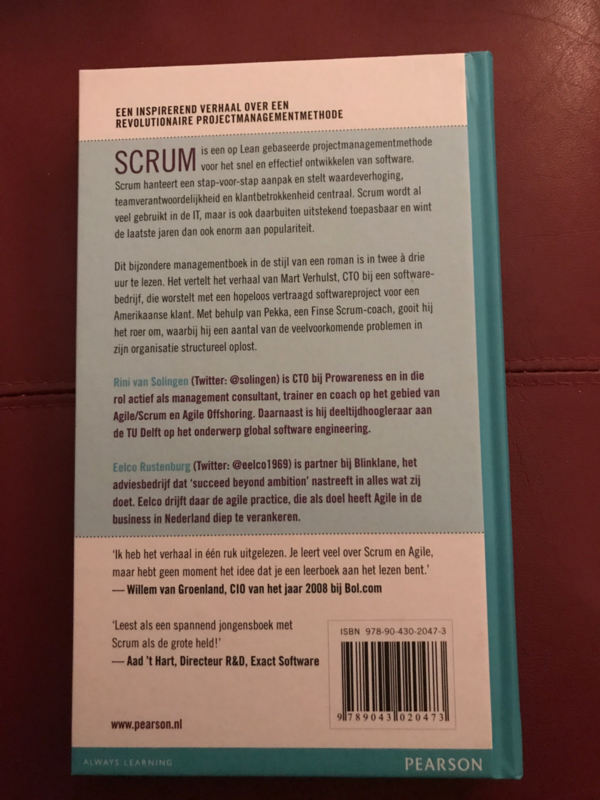 EEN INSPIREREND VERHAAL OVER EEN
REVOLUTIONAIRE PROJECTMANAGEMENTMETHODE
SCRUM is een op Lean gebaseerde projectmanagementmethode
voor het snel en effectief ontwikkelen van software.
Scrum hanteert een stap-voor-stap aanpak en stelt waardeverhoging,
teamverantwoordelijkheid en klantbetrokkenheid centraal. Scrum wordt al
veel gebruikt in de IT, maar is ook daarbuiten uitstekend toepasbaar en wint
de laatste jaren dan ook enorm aan populariteit.
Dit bijzondere managementboek in de stijl van een roman is in twee à drie
uur te lezen. Het vertelt het verhaal van Mart Verhulst, CTO bij een software-
bedrijf, die worstelt met een hopeloos vertraagd softwareproject voor een
Amerikaanse klant. Met behulp van Pekka, een Finse Scrum-coach, gooit hij
het roer om, waarbij hij een aantal van de veelvoorkomende problemen in
zijn organisatie structureel oplost.
Rini van Solingen (Twitter: @solingen) is CTO bij Prowareness en in die
rol actief als management consultant, trainer en coach op het gebied van
Agile/Scrum en Agile Offshoring. Daarnaast is hij deeltijdhoogleraar aan
de TU Delft op het onderwerp global software engineering.
Eelco Rustenburg (Twitter: @eelco1969) is partner bij Blinklane, het
adviesbedrijf dat ‘succeed beyond ambition’ nastreeft in alles wat zij
doet. Eelco drijft daar de agile practice, die als doel heeft Agile in de
business in Nederland diep te verankeren.
‘Ik heb het verhaal in één ruk uitgelezen. Je leert veel over Scrum en Agile,
maar hebt geen moment het idee dat je een leerboek aan het lezen bent.’
— Willem van Groenland, CIO van het jaar 2008 bij Bol.com
‘Leest als een spannend jongensboek met
Scrum als de grote held!’
— Aad ’t Hart, Directeur R&D, Exact Software
ISBN 978-90-430-2047-3
9 789043 020473
www.pearson.nl
ALWAYS LEARNING
PEARSON